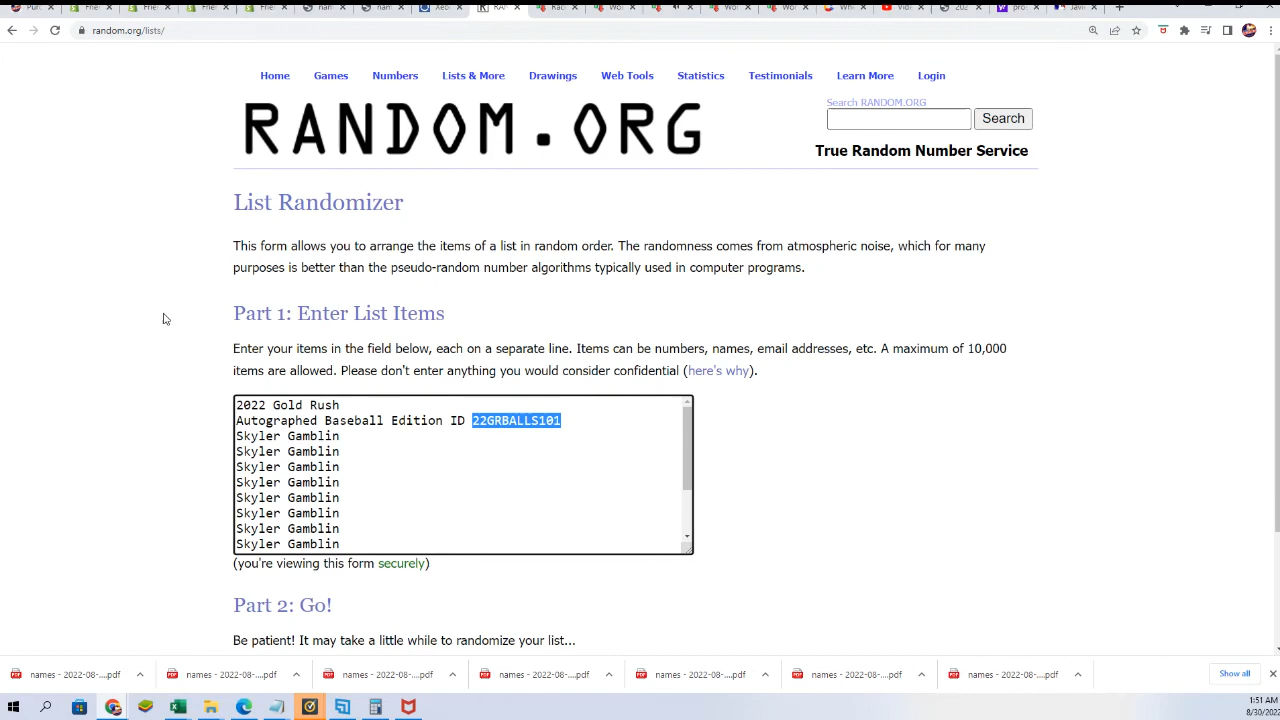 random.org/lists/
Home Games Numbers Lists & More Drawings Web Tools Statistics Testimonials Learn More Login
RANDOM.ORG
Search RANDOM.ORG
Search
True Random Number Service
List Randomizer
This form allows you to arrange the items of a list in random order. The randomness comes from atmospheric noise, which for many
purposes is better than the pseudo-random number algorithms typically used in computer programs.
Part 1: Enter List Items
Enter your items in the field below, each on a separate line. Items can be numbers, names, email addresses, etc. A maximum of 10,000
items are allowed. Please don't enter anything you would consider confidential (here's why).
2022 Gold Rush
Autographed Baseball Edition ID 22GRBALLS101
Skyler Gamblin
Skyler Gamblin
Skyler Gamblin
Skyler Gamblin
Skyler Gamblin
Skyler Gamblin
Skyler Gamblin
Skyler Gamblin
(you're viewing this form securely)
Part 2: Go!
Be patient! It may take a little while to randomize your list...
names - 2022-08-....pdf names - 2022-08-....pdf names - 2022-08-....pdf names - 2022-08-....pdf names - 2022-08-....pdf names - 2022-08-....pdf names - 2022-08-....pdf Show all
1:51 AM
8/30/2022